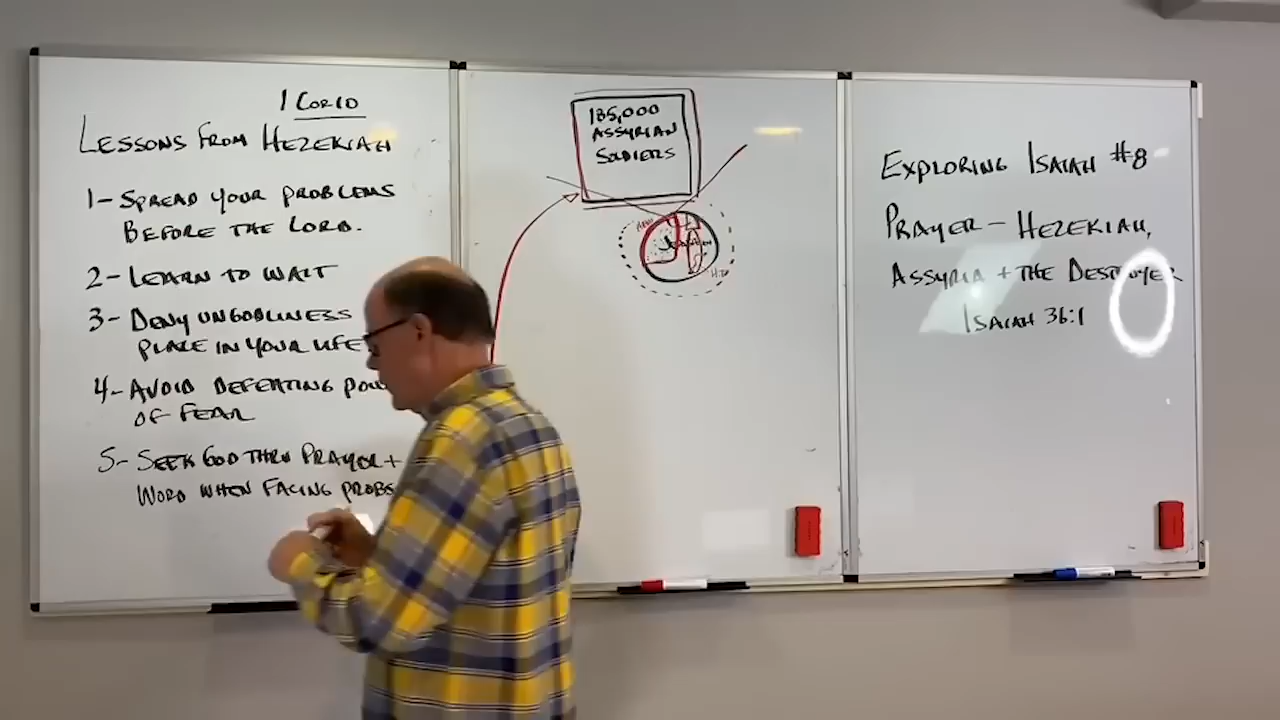 1 COR 10
LESSONS FROM HEZEKIAH
1- SPREAD YOUR PROBLEMS
BEFORE THE LORD.
2- LEARN TO WAIT
3- DENY UNGODLINESS
PLACE IN YOUR LIFE
4- AVOID DEFEATING
OF FEAR
5- SEEK GOD THRU PRAYER +
WORD WHEN FACING PROBS
185,000
ASSYRIAN
SOLDIERS
EXPLORING ISAIAH #8
PRAYER - HEZEKIAH,
ASSYRIA + THE DESTROYER
ISAIAH 36:1